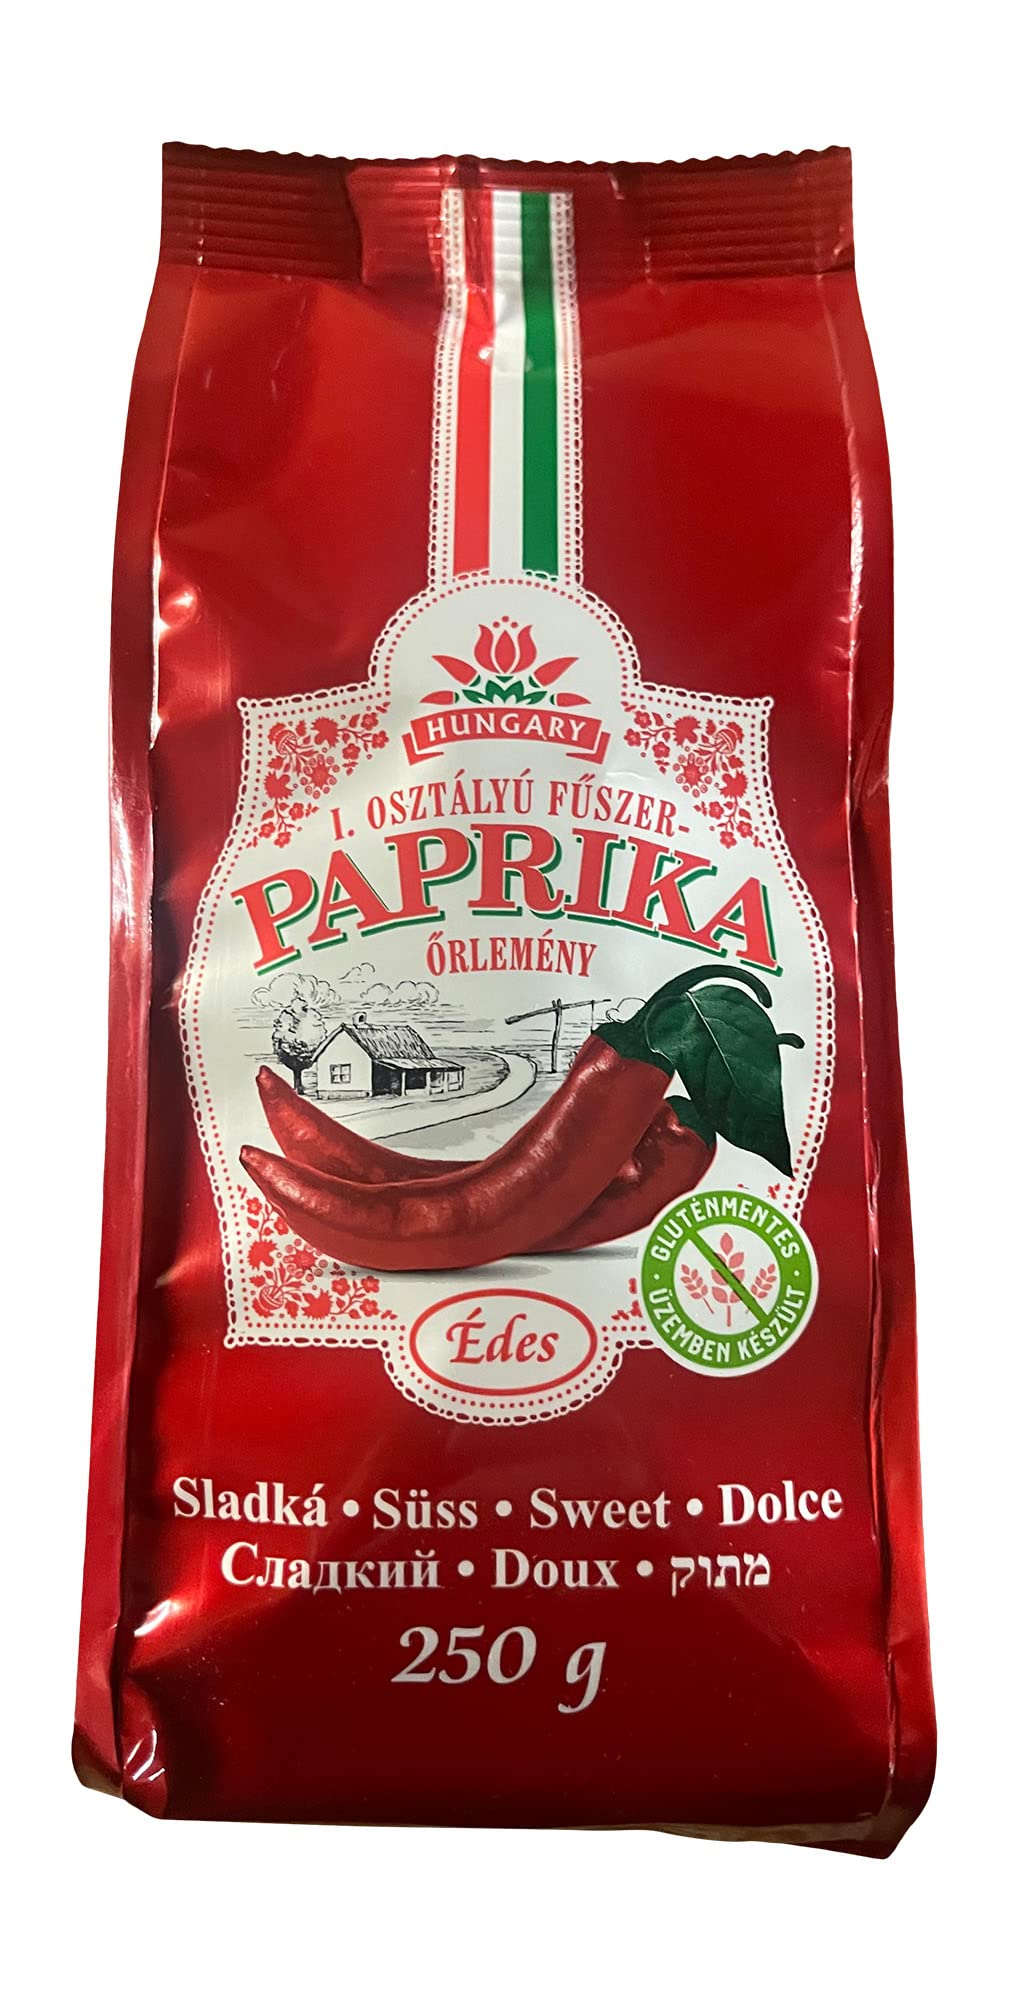 HUNGARY
I. OSZTÁLYÚ FŰSZER-
PAPRIKA
ŐRLEMÉNY
GLUTÉNMENTES
ÜZEMBEN KÉSZÜLT
Édes
Sladká • Süss • Sweet • Dolce
Сладкий • Doux • מתוק
250 g